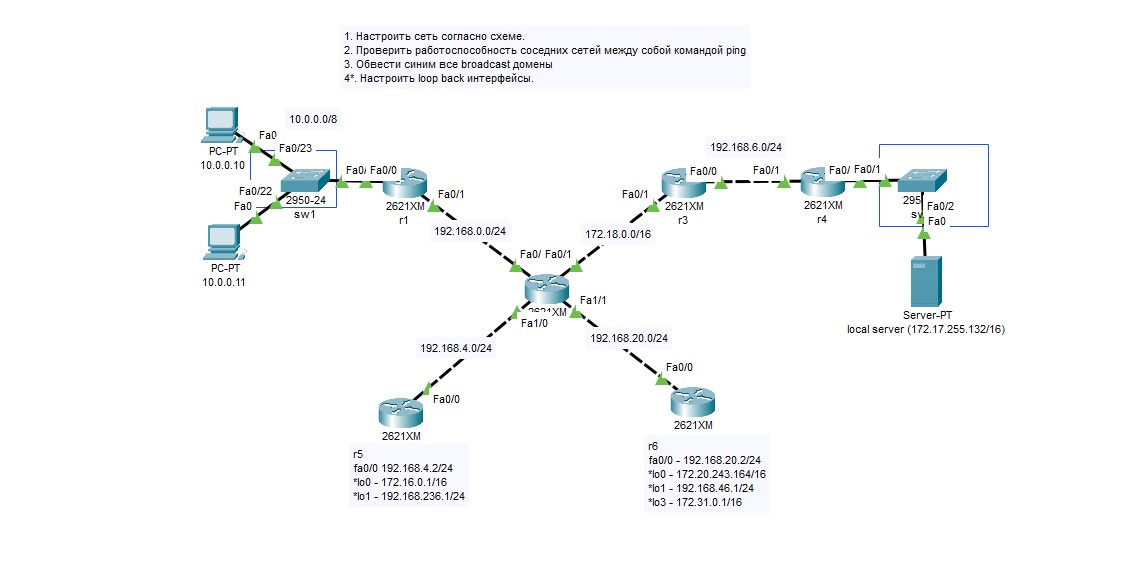 1. Настроить сеть согласно схеме.
2. Проверить работоспособность соседних сетей между собой командой ping
3. Обвести синим все broadcast домены
4*. Настроить loop back интерфейсы.
10.0.0.0/8
Fa0
Fa0/23
PC-PT
10.0.0.10
Fa0/22
Fa0
2950-24
sw1
Fa0/ Fa0/0
2621XM
r1
Fa0/1
PC-PT
10.0.0.11
192.168.0.0/24
192.168.6.0/24
Fa0/0
Fa0/1
Fa0/1
2621XM
r3
Fa0/ Fa0/1
2621XM
r4
295
Fa0/2
Fa0
172.18.0.0/16
Fa0/ Fa0/1
2621XM
Fa1/1
Fa1/0
Server-PT
local server (172.17.255.132/16)
192.168.4.0/24
192.168.20.0/24
Fa0/0
Fa0/0
2621XM
2621XM
r5
fa0/0 192.168.4.2/24
*lo0 - 172.16.0.1/16
*lo1 - 192.168.236.1/24
r6
fa0/0 - 192.168.20.2/24
*lo0 - 172.20.243.164/16
*lo1 - 192.168.46.1/24
*lo3 - 172.31.0.1/16